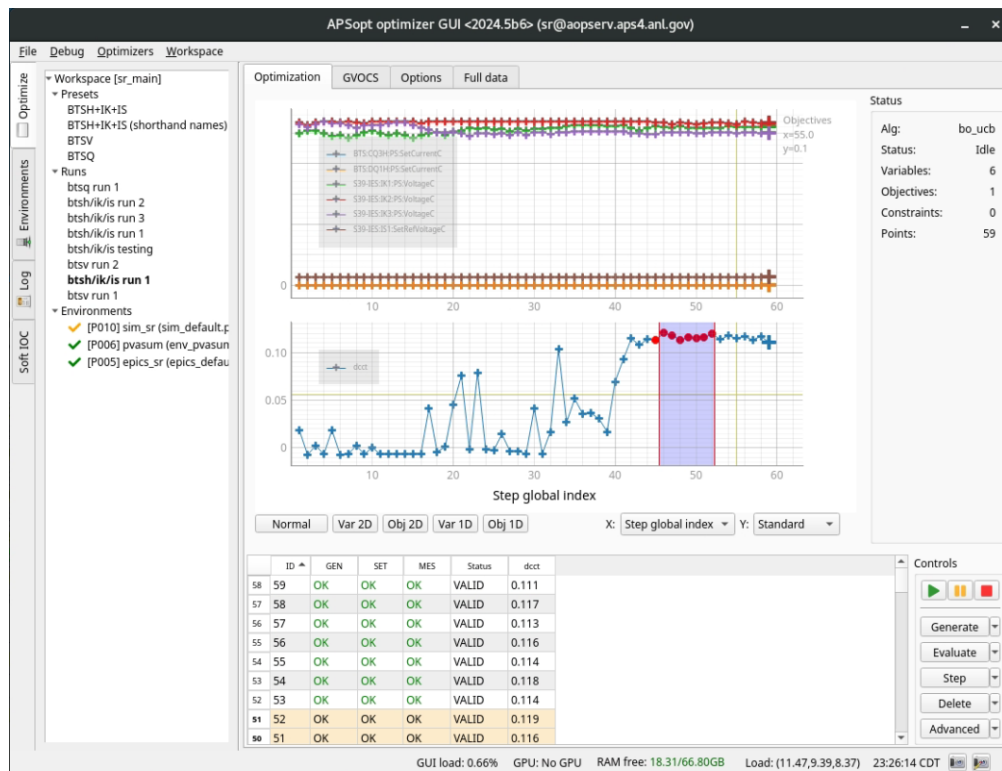 APSopt optimizer GUI <2024.5b6> (sr@aopserv.aps4.anl.gov)
File Debug Optimizers Workspace
Optimize
Environments
Log
Soft IOC
Workspace [sr_main]
Presets
BTSH+IK+IS
BTSH+IK+IS (shorthand names)
BTSV
BTSQ
Runs
btsq run 1
btsh/ik/is run 2
btsh/ik/is run 3
btsh/ik/is run 1
btsh/ik/is testing
btsv run 2
btsh/ik/is run 1
btsv run 1
Environments
[P010] sim_sr (sim_default.p
[P006] pvasum (env_pvasum
[P005] epics_sr (epics_defau
Optimization GVOCS Options Full data
Objectives
x=55.0
y=0.1
BTS:CQ3H:PS:SetCurrentC
BTS:DQ1H:PS:SetCurrentC
S39-IES:IK1:PS:VoltageC
S39-IES:IK2:PS:VoltageC
S39-IES:IK3:PS:VoltageC
S39-IES:IS1:SetRefVoltageC
0
10 20 30 40 50 60
0.10
dcct
0.05
0
10 20 30 40 50 60
Step global index
Normal Var 2D Obj 2D Var 1D Obj 1D X: Step global index Y: Standard
Status
Alg: bo_ucb
Status: Idle
Variables: 6
Objectives: 1
Constraints: 0
Points: 59
ID GEN SET MES Status dcct
58 59 OK OK OK VALID 0.111
57 58 OK OK OK VALID 0.117
56 57 OK OK OK VALID 0.113
55 56 OK OK OK VALID 0.116
54 55 OK OK OK VALID 0.114
53 54 OK OK OK VALID 0.118
52 53 OK OK OK VALID 0.114
51 52 OK OK OK VALID 0.119
50 51 OK OK OK VALID 0.116
Controls
Generate
Evaluate
Step
Delete
Advanced
GUI load: 0.66% GPU: No GPU RAM free: 18.31/66.80GB Load: (11.47,9.39,8.37) 23:26:14 CDT